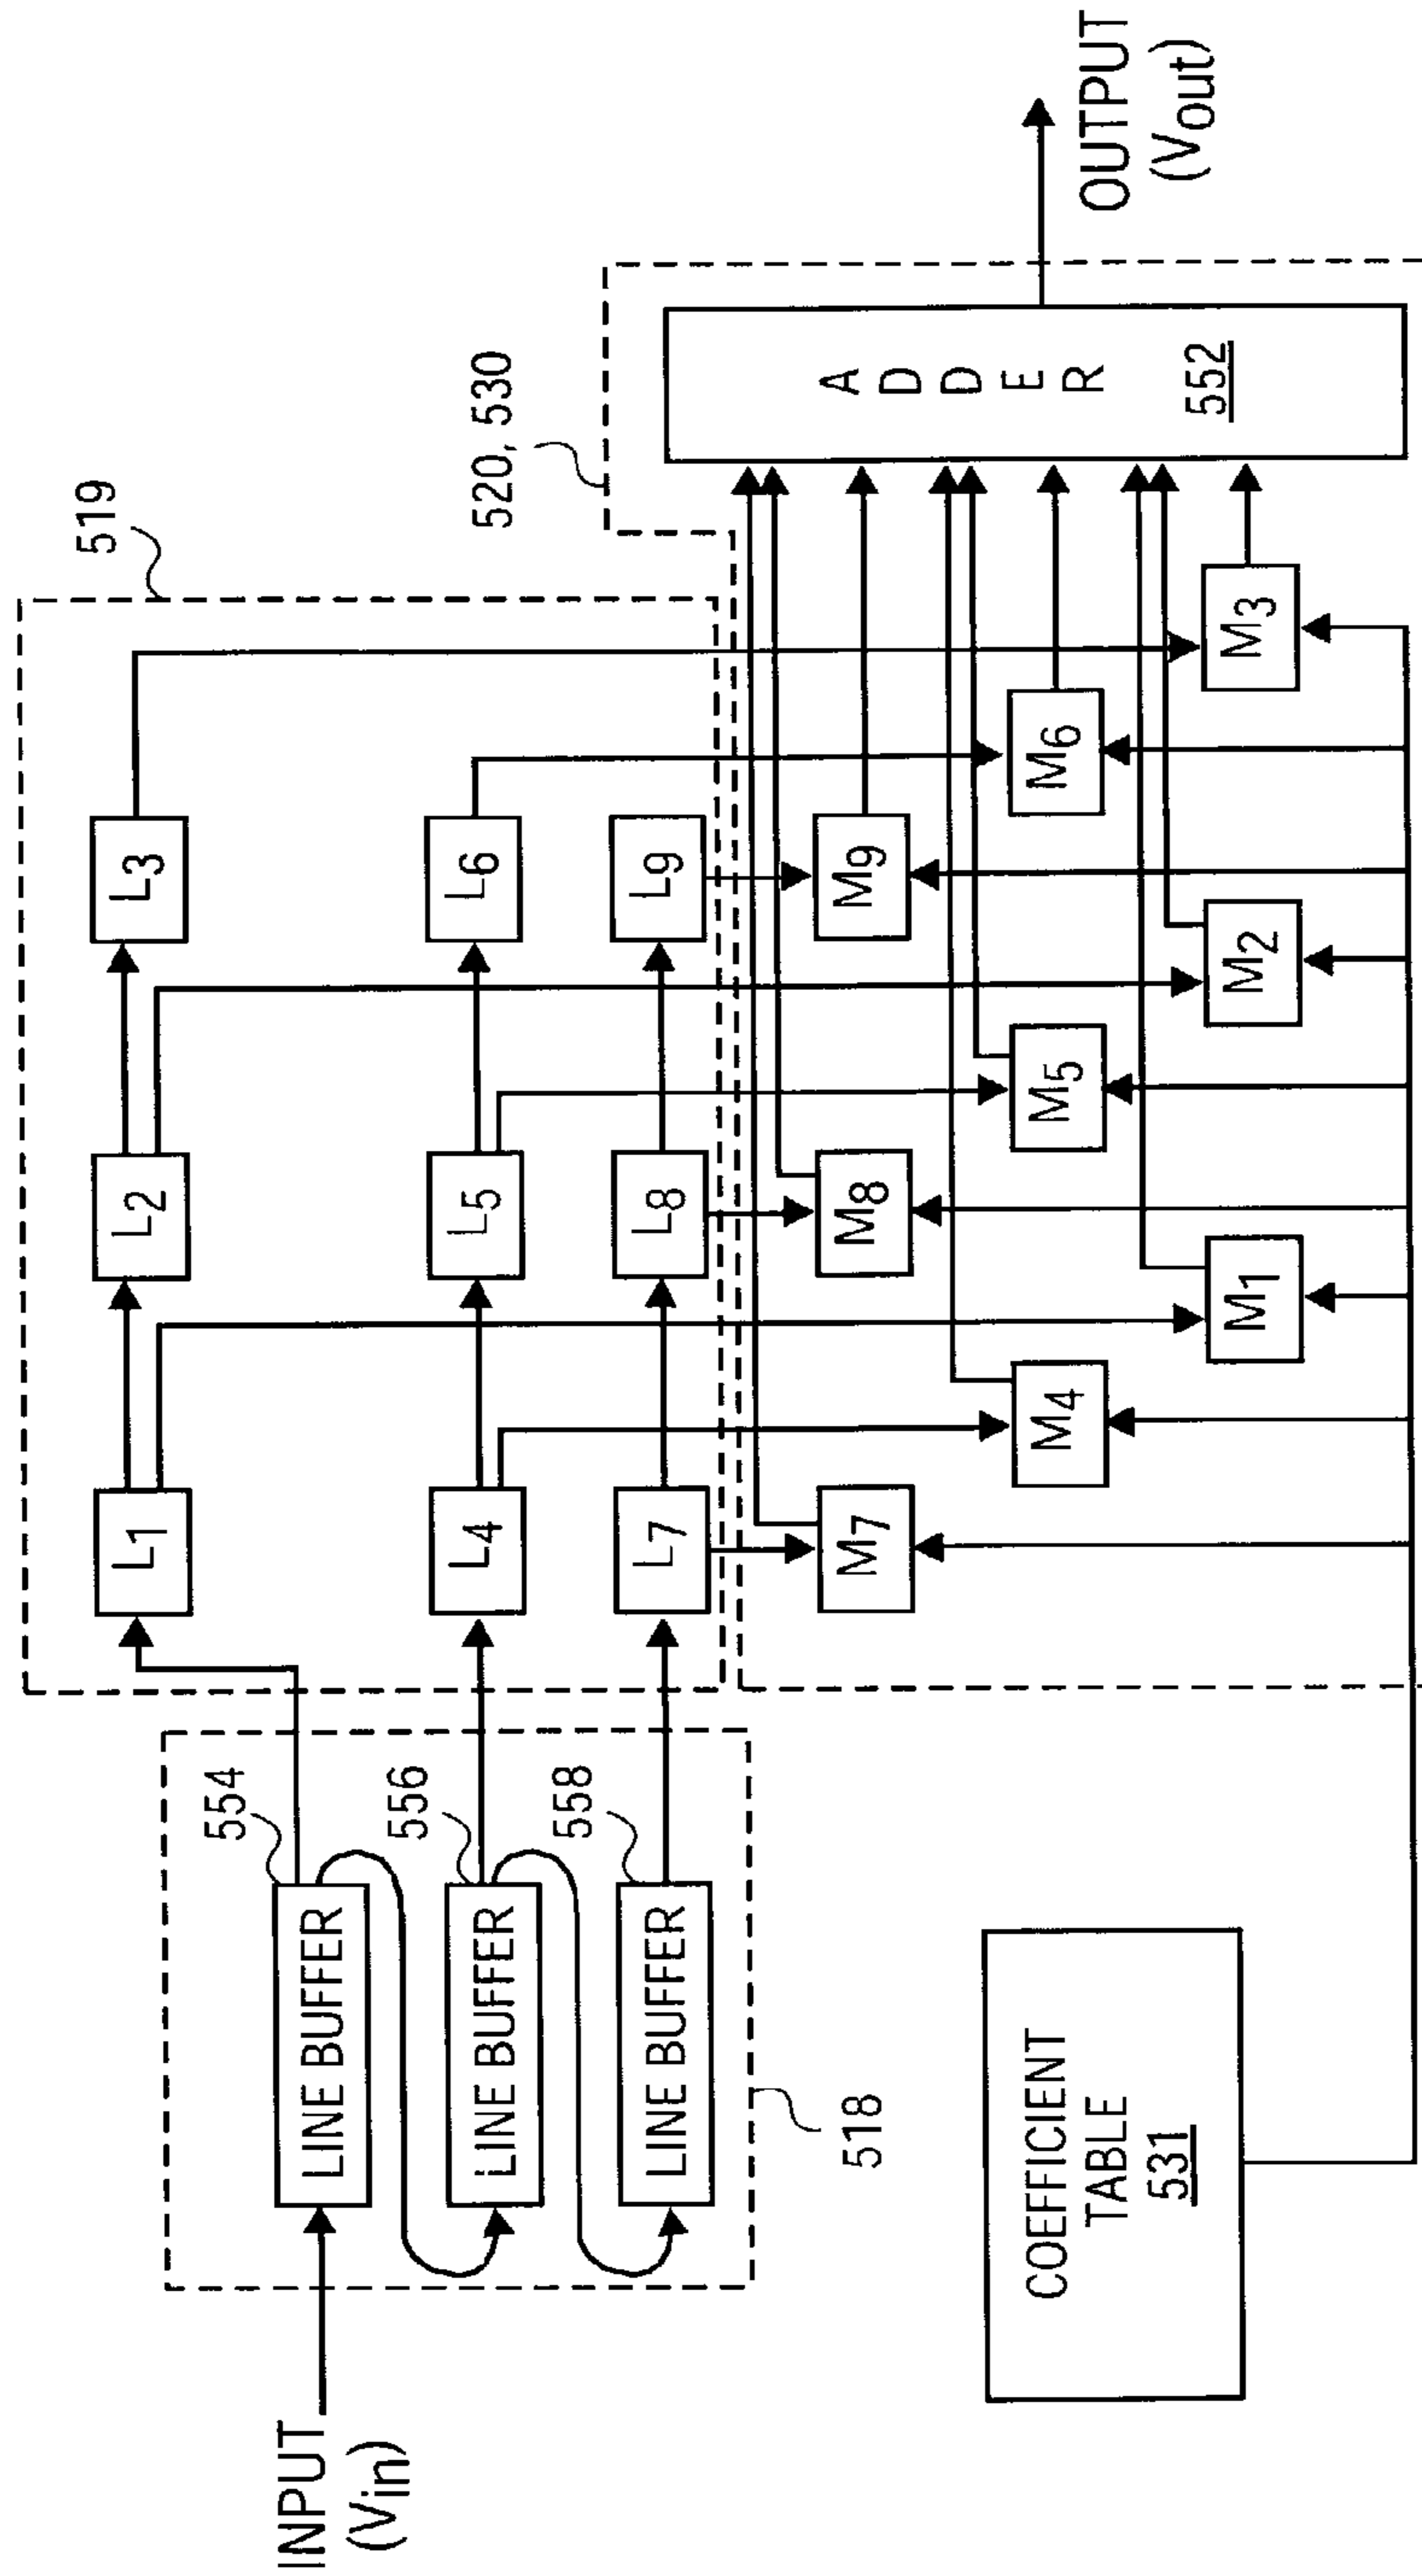 519
520, 530
L1
L2
L3
L4
L5
L6
L7
L8
L9
INPUT
(Vin)
LINE BUFFER
554
LINE BUFFER
556
LINE BUFFER
558
518
M7
M8
M9
M4
M5
M6
M1
M2
M3
ADDER
552
OUTPUT
(Vout)
COEFFICIENT
TABLE
531